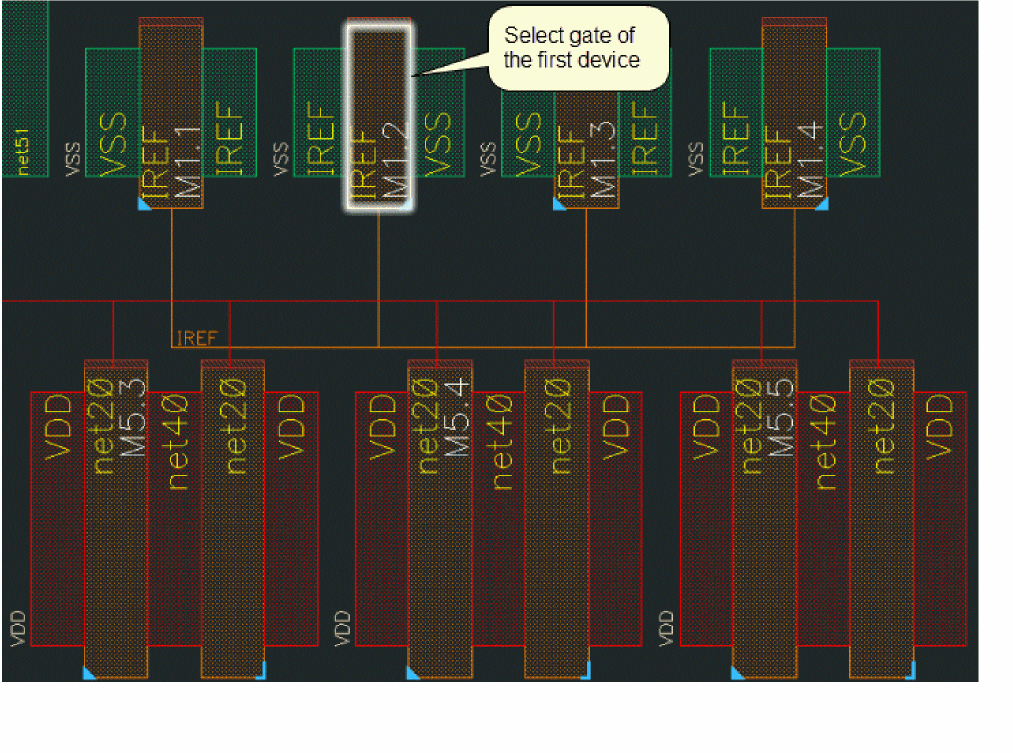 Select gate of
the first device
net51
VSS
VSS
IREF
M1.1
IREF
VSS
IREF
IREF
M1.2
VSS
VSS
VSS
IREF
M1.3
IREF
VSS
IREF
IREF
M1.4
VSS
IREF
VDD
VDD
net20
M5.3
net40
net20
VDD
VDD
VDD
net20
M5.4
net40
net20
VDD
VDD
VDD
net20
M5.5
net40
net20
VDD